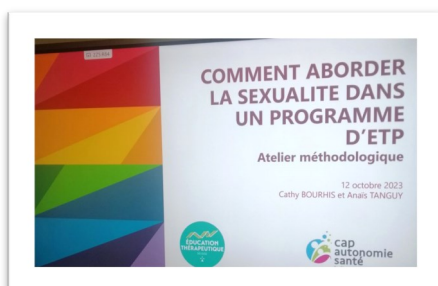 COMMENT ABORDER
LA SEXUALITE DANS
UN PROGRAMME
D'ETP
Atelier méthodologique
12 octobre 2023
Cathy BOURHIS et Anaïs TANGUY
ÉDUCATION
THÉRAPEUTIQUE
cap
autonomie
santé